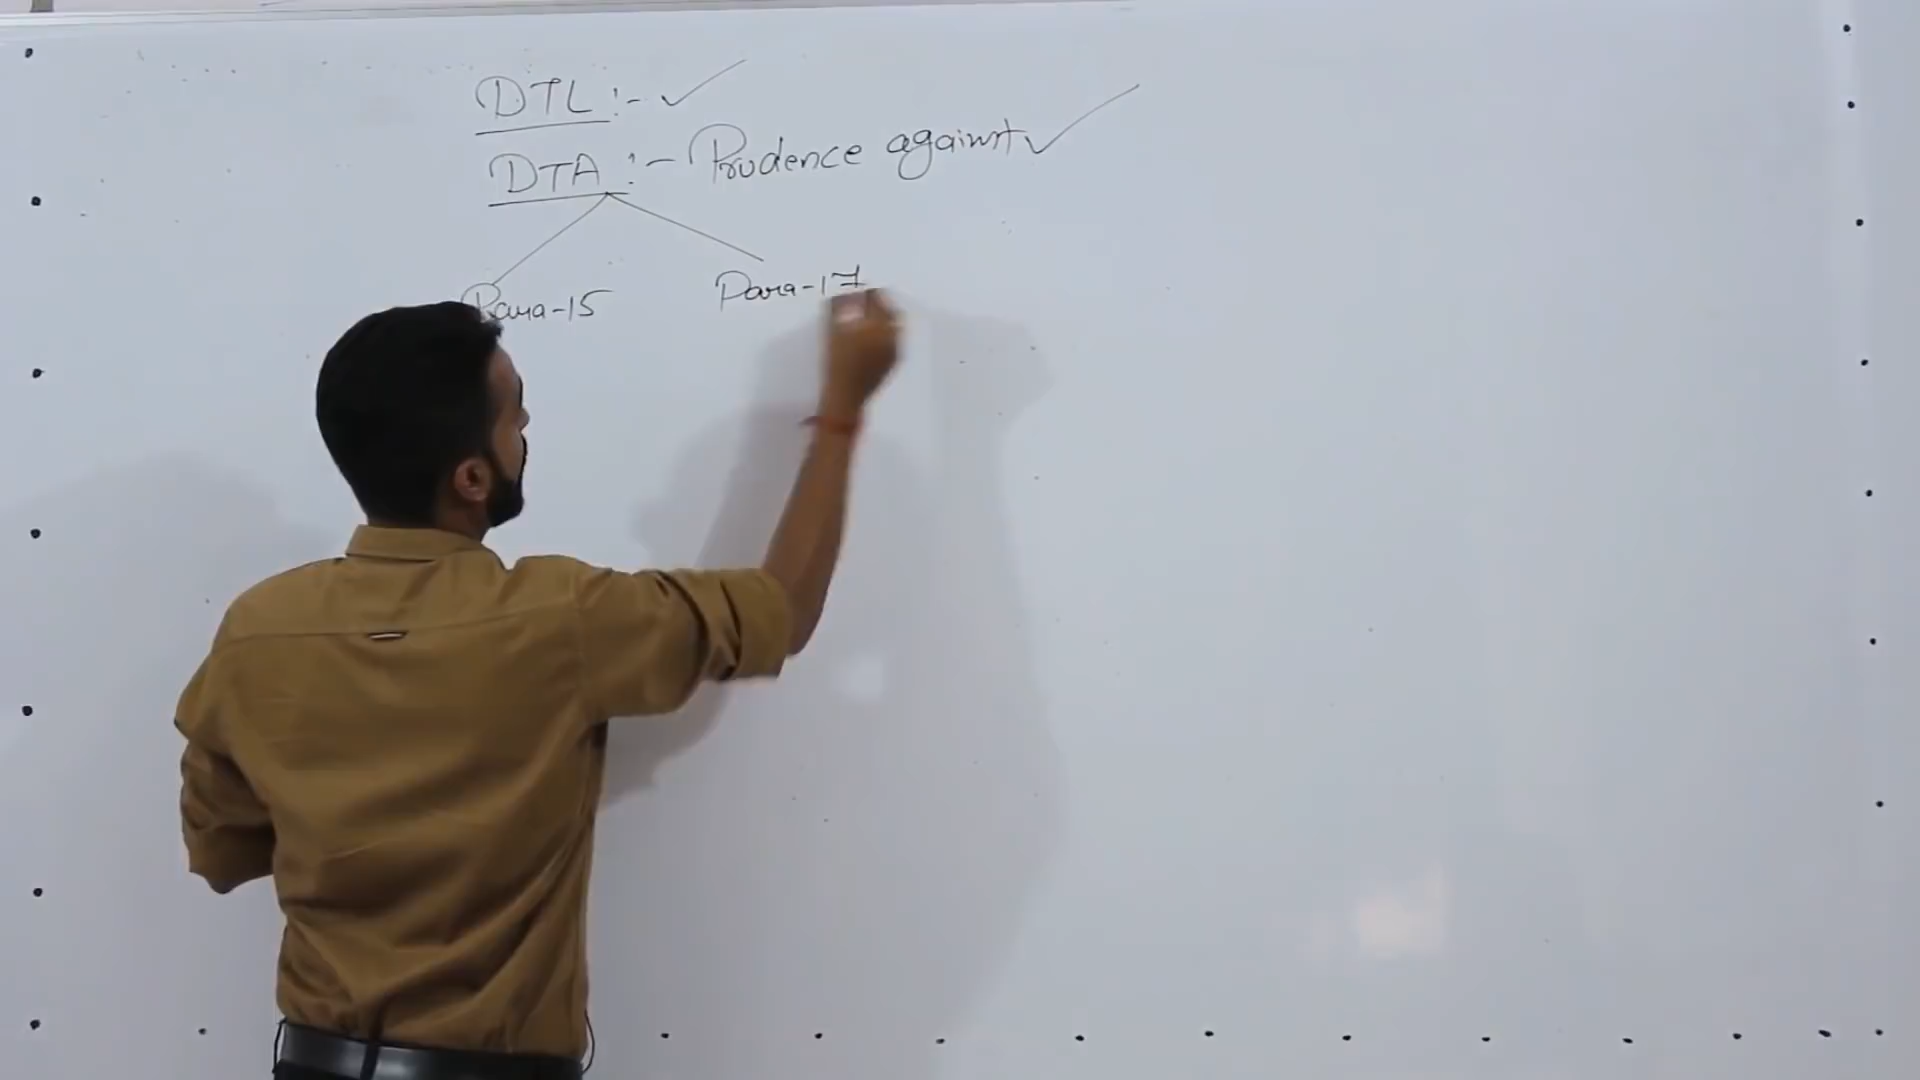 DTL :- ✓
DTA :- Prudence against ✓
Para-15 Para-17